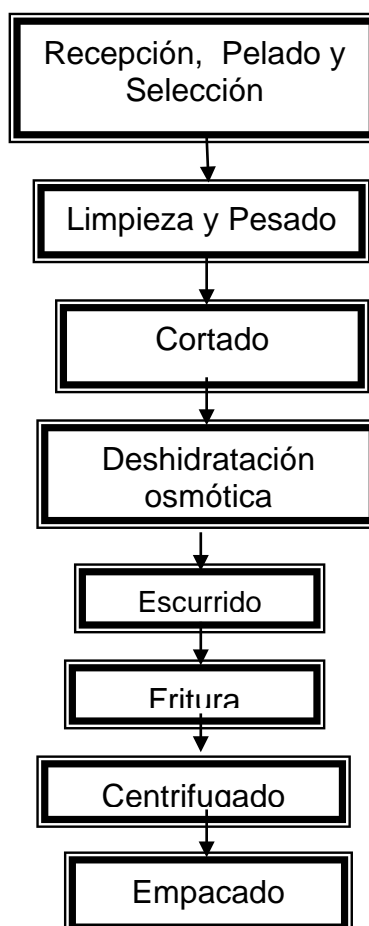 Recepción, Pelado y
Selección
Limpieza y Pesado
Cortado
Deshidratación
osmótica
Escurrido
Fritura
Centrifugado
Empacado